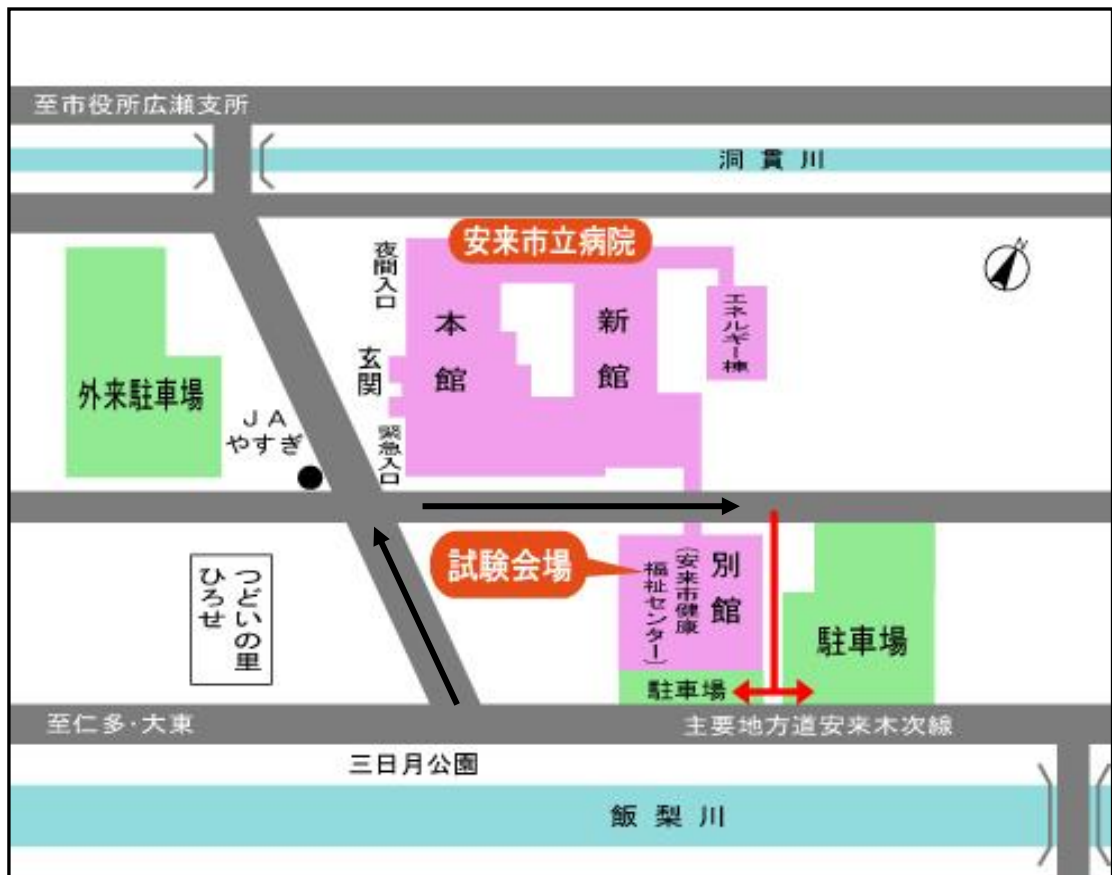 至市役所広瀬支所
洞貫川
安来市立病院
N
夜間入口
本館
新館
エネルギー棟
玄関
外来駐車場
JA
やすぎ
緊急入口
試験会場
別館
(安来市健康
福祉センター)
つどいの里
ひろせ
駐車場
駐車場
至仁多・大東
主要地方道安来木次線
三日月公園
飯梨川